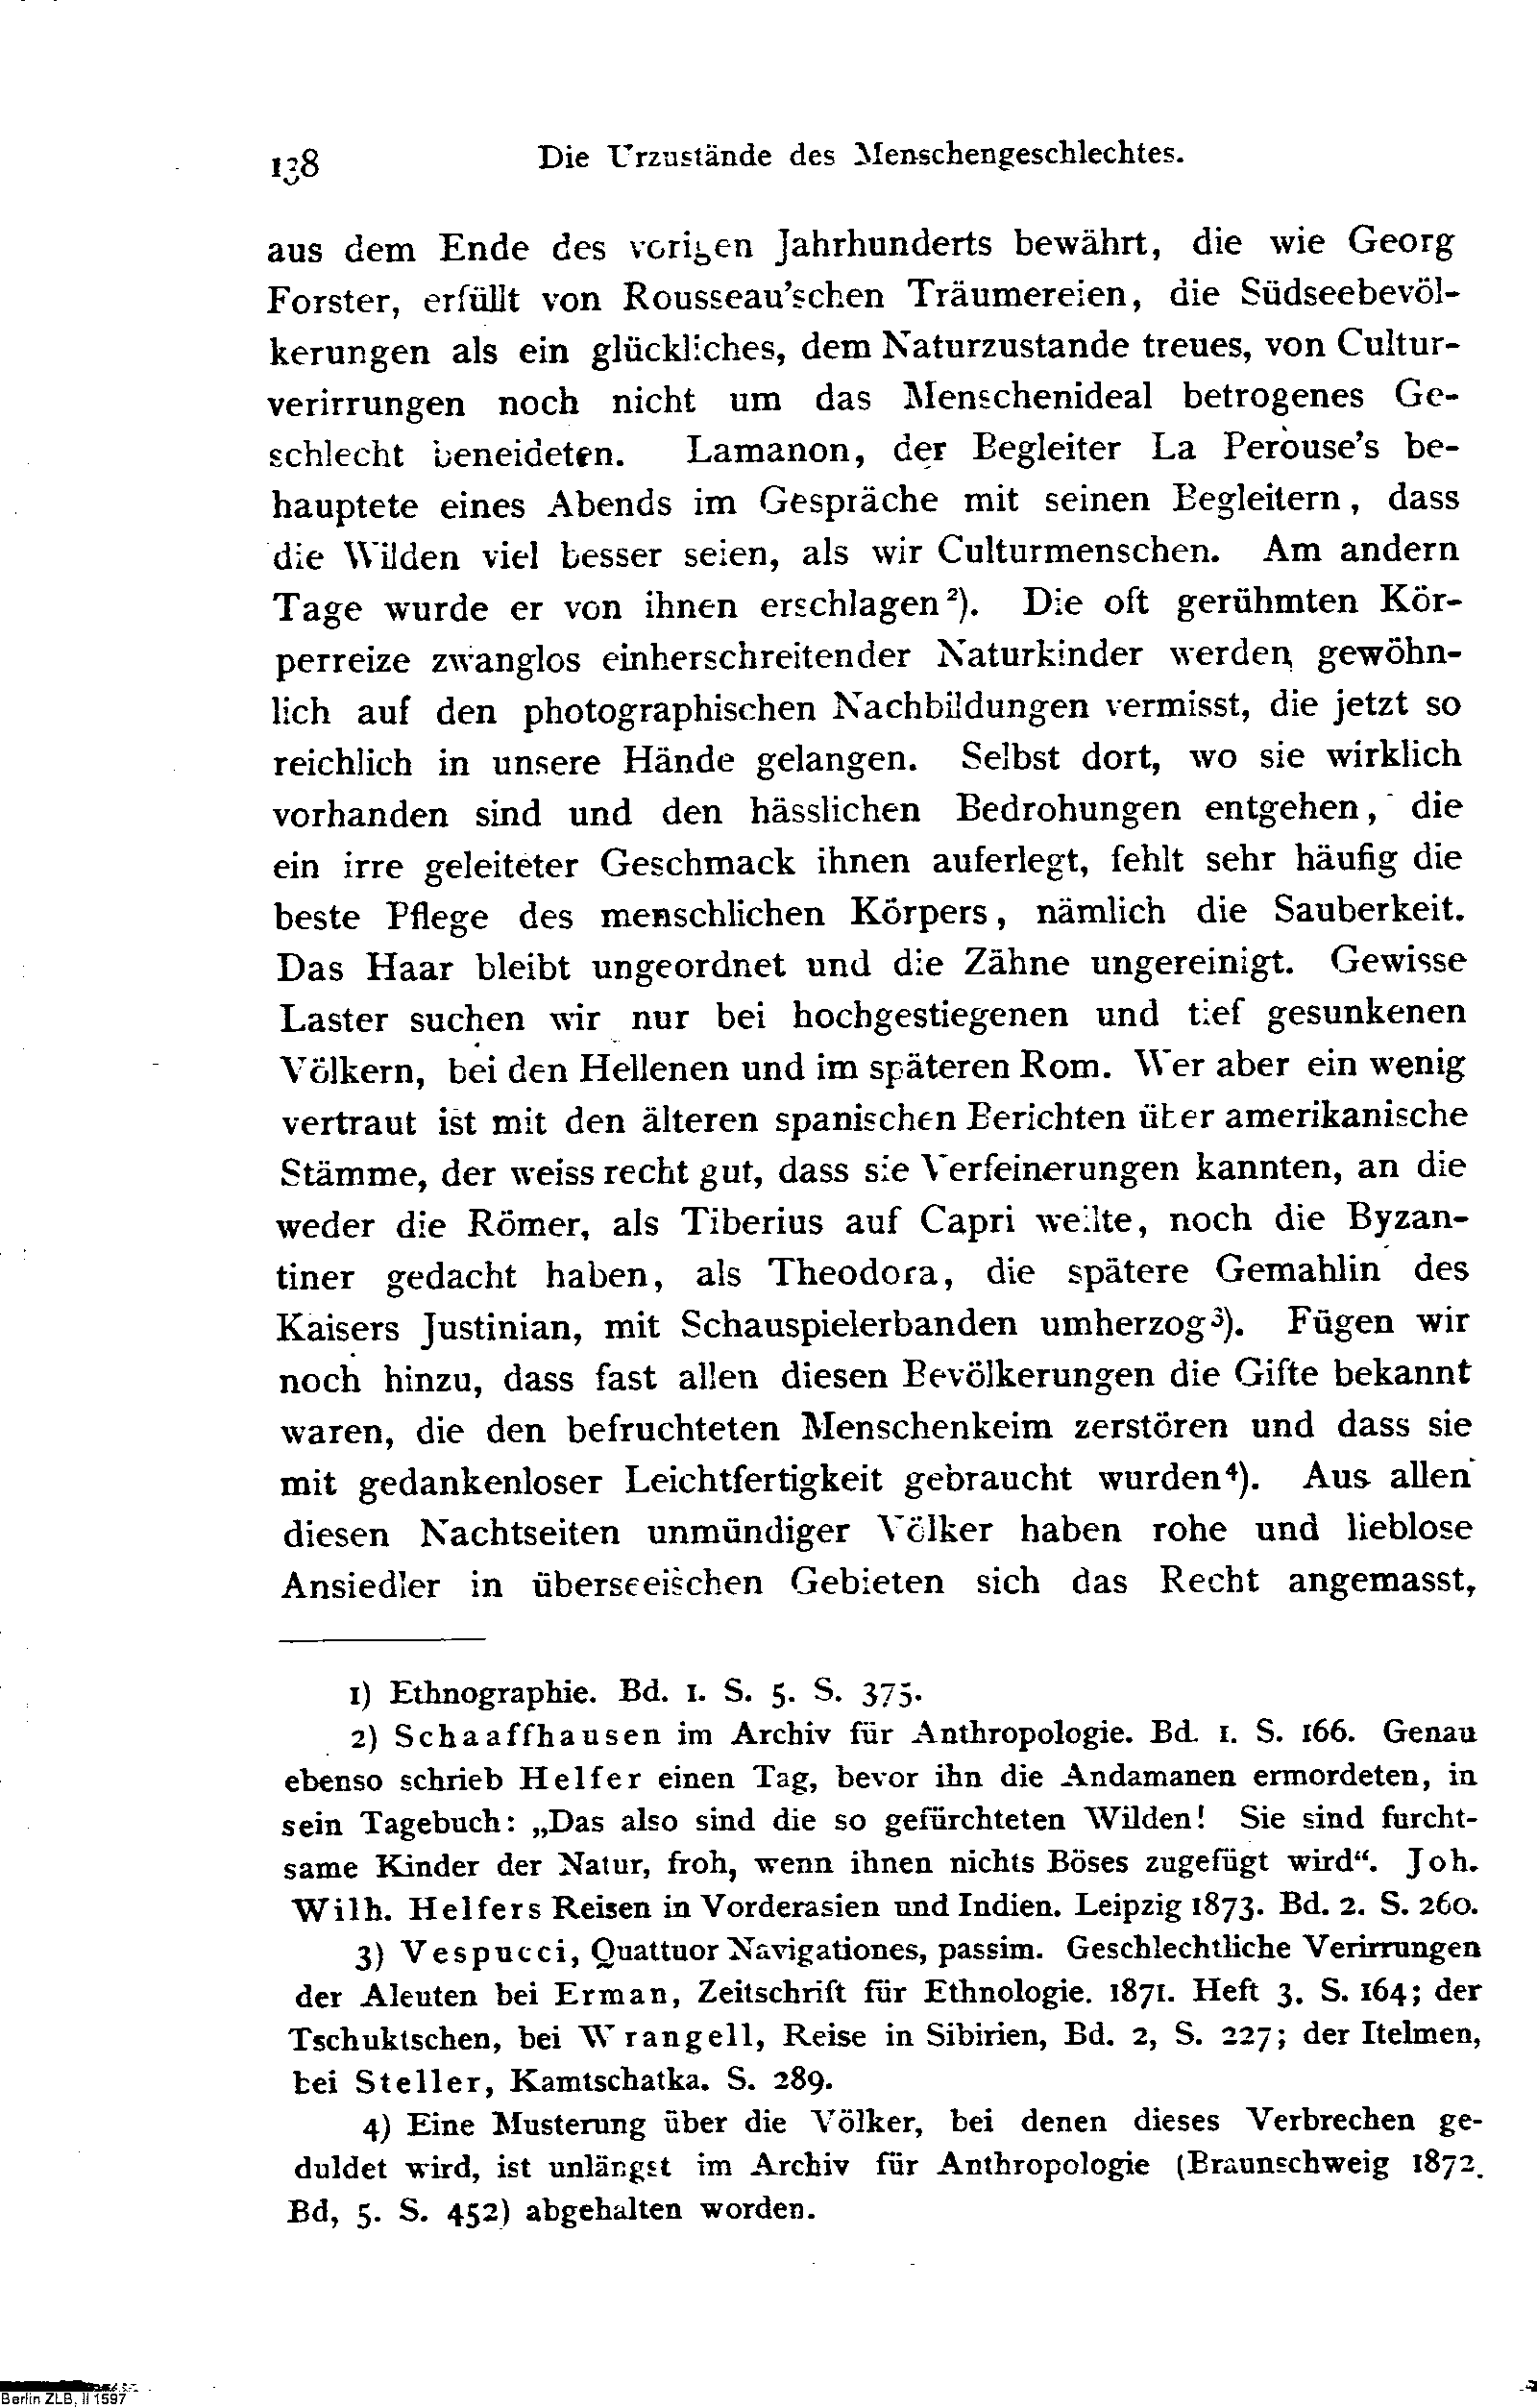 138 Die Urzustände des Menschengeschlechtes.
aus dem Ende des vorigen Jahrhunderts bewährt, die wie Georg
Forster, erfüllt von Rousseau'schen Träumereien, die Südseebevöl-
kerungen als ein glückliches, dem Naturzustande treues, von Cultur-
verirrungen noch nicht um das Menschenideal betrogenes Ge-
schlecht beneideten. Lamanon, der Begleiter La Perouse's be-
hauptete eines Abends im Gespräche mit seinen Begleitern, dass
die Wilden viel besser seien, als wir Culturmenschen. Am andern
Tage wurde er von ihnen erschlagen²). Die oft gerühmten Kör-
perreize zwanglos einherschreitender Naturkinder werden gewöhn-
lich auf den photographischen Nachbildungen vermisst, die jetzt so
reichlich in unsere Hände gelangen. Selbst dort, wo sie wirklich
vorhanden sind und den hässlichen Bedrohungen entgehen, die
ein irre geleiteter Geschmack ihnen auferlegt, fehlt sehr häufig die
beste Pflege des menschlichen Körpers, nämlich die Sauberkeit.
Das Haar bleibt ungeordnet und die Zähne ungereinigt. Gewisse
Laster suchen wir nur bei hochgestiegenen und tief gesunkenen
Völkern, bei den Hellenen und im späteren Rom. Wer aber ein wenig
vertraut ist mit den älteren spanischen Berichten über amerikanische
Stämme, der weiss recht gut, dass sie Verfeinerungen kannten, an die
weder die Römer, als Tiberius auf Capri weilte, noch die Byzan-
tiner gedacht haben, als Theodora, die spätere Gemahlin des
Kaisers Justinian, mit Schauspielerbanden umherzog³). Fügen wir
noch hinzu, dass fast allen diesen Bevölkerungen die Gifte bekannt
waren, die den befruchteten Menschenkeim zerstören und dass sie
mit gedankenloser Leichtfertigkeit gebraucht wurden⁴). Aus allen
diesen Nachtseiten unmündiger Völker haben rohe und lieblose
Ansiedler in überseeischen Gebieten sich das Recht angemasst,
1) Ethnographie. Bd. 1. S. 5. S. 375.
2) Schaaffhausen im Archiv für Anthropologie. Bd. 1. S. 166. Genau
ebenso schrieb Helfer einen Tag, bevor ihn die Andamanen ermordeten, in
sein Tagebuch: „Das also sind die so gefürchteten Wilden! Sie sind furcht-
same Kinder der Natur, froh, wenn ihnen nichts Böses zugefügt wird“. Joh.
Wilh. Helfers Reisen in Vorderasien und Indien. Leipzig 1873. Bd. 2. S. 260.
3) Vespucci, Quattuor Navigationes, passim. Geschlechtliche Verirrungen
der Aleuten bei Erman, Zeitschrift für Ethnologie. 1871. Heft 3. S. 164; der
Tschuktschen, bei Wrangell, Reise in Sibirien, Bd. 2, S. 227; der Itelmen,
bei Steller, Kamtschatka. S. 289.
4) Eine Musterung über die Völker, bei denen dieses Verbrechen ge-
duldet wird, ist unlängst im Archiv für Anthropologie (Braunschweig 1872.
Bd, 5. S. 452) abgehalten worden.
Berlin ZLB, II 1597